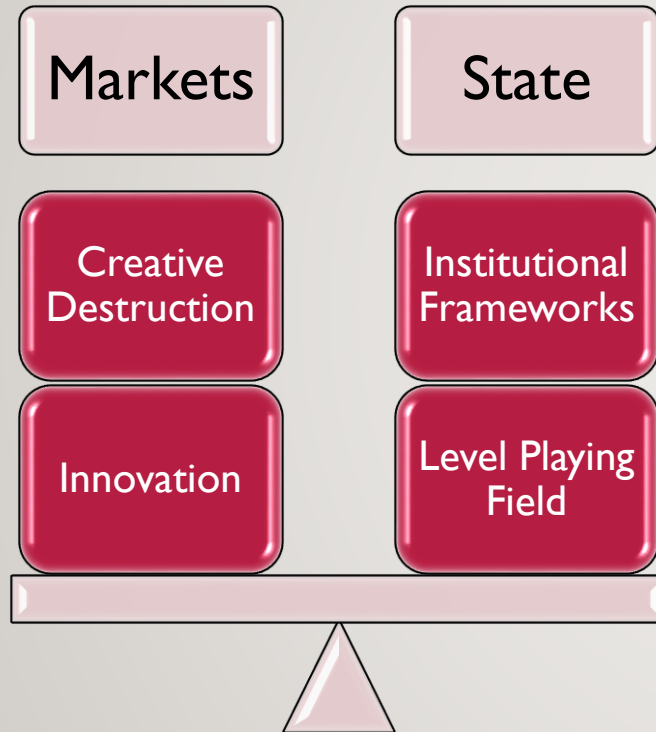 Markets
State
Creative
Destruction
Institutional
Frameworks
Innovation
Level Playing
Field